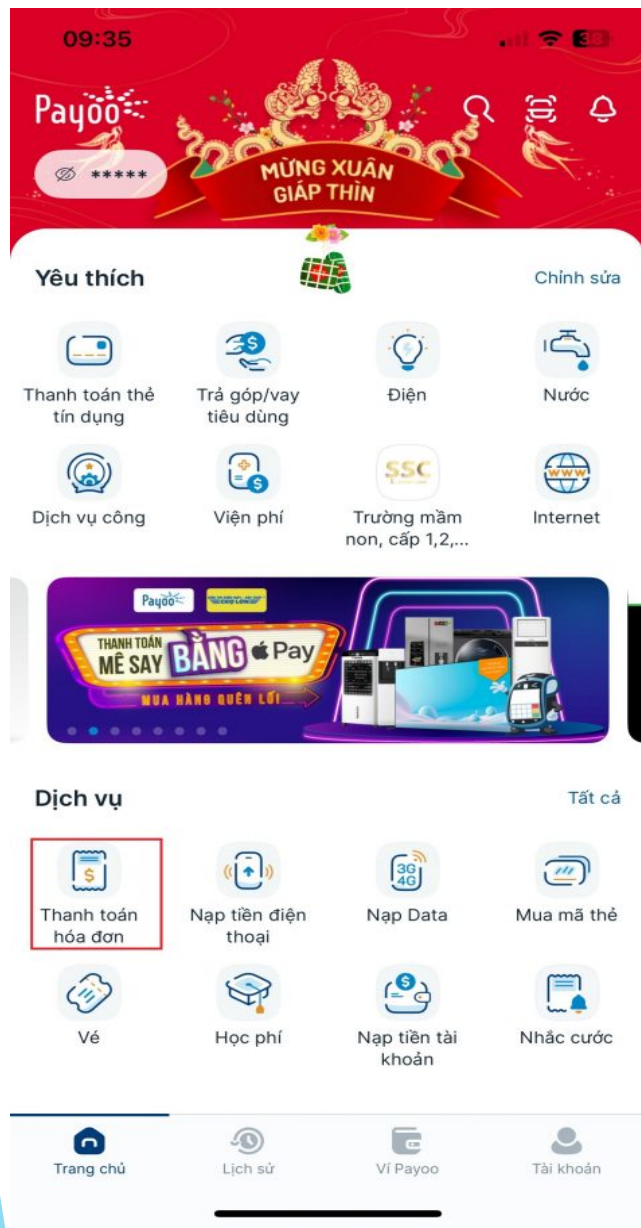 09:35
38
Payoo
*****
MỪNG XUÂN
GIÁP THÌN
Yêu thích
Chỉnh sửa
Thanh toán thẻ
tín dụng
Trả góp/vay
tiêu dùng
Điện
Nước
Dịch vụ công
Viện phí
SSC
Trường mầm
non, cấp 1,2,...
WWW
Internet
Payoo
THANH TOÁN
MÊ SAY
BẰNG Pay
MUA HÀNG QUÊN LỐI
Dịch vụ
Tất cả
Thanh toán
hóa đơn
Nạp tiền điện
thoại
3G
4G
Nạp Data
Mua mã thẻ
Vé
Học phí
Nạp tiền tài
khoản
Nhắc cước
Trang chủ
Lịch sử
Ví Payoo
Tài khoản